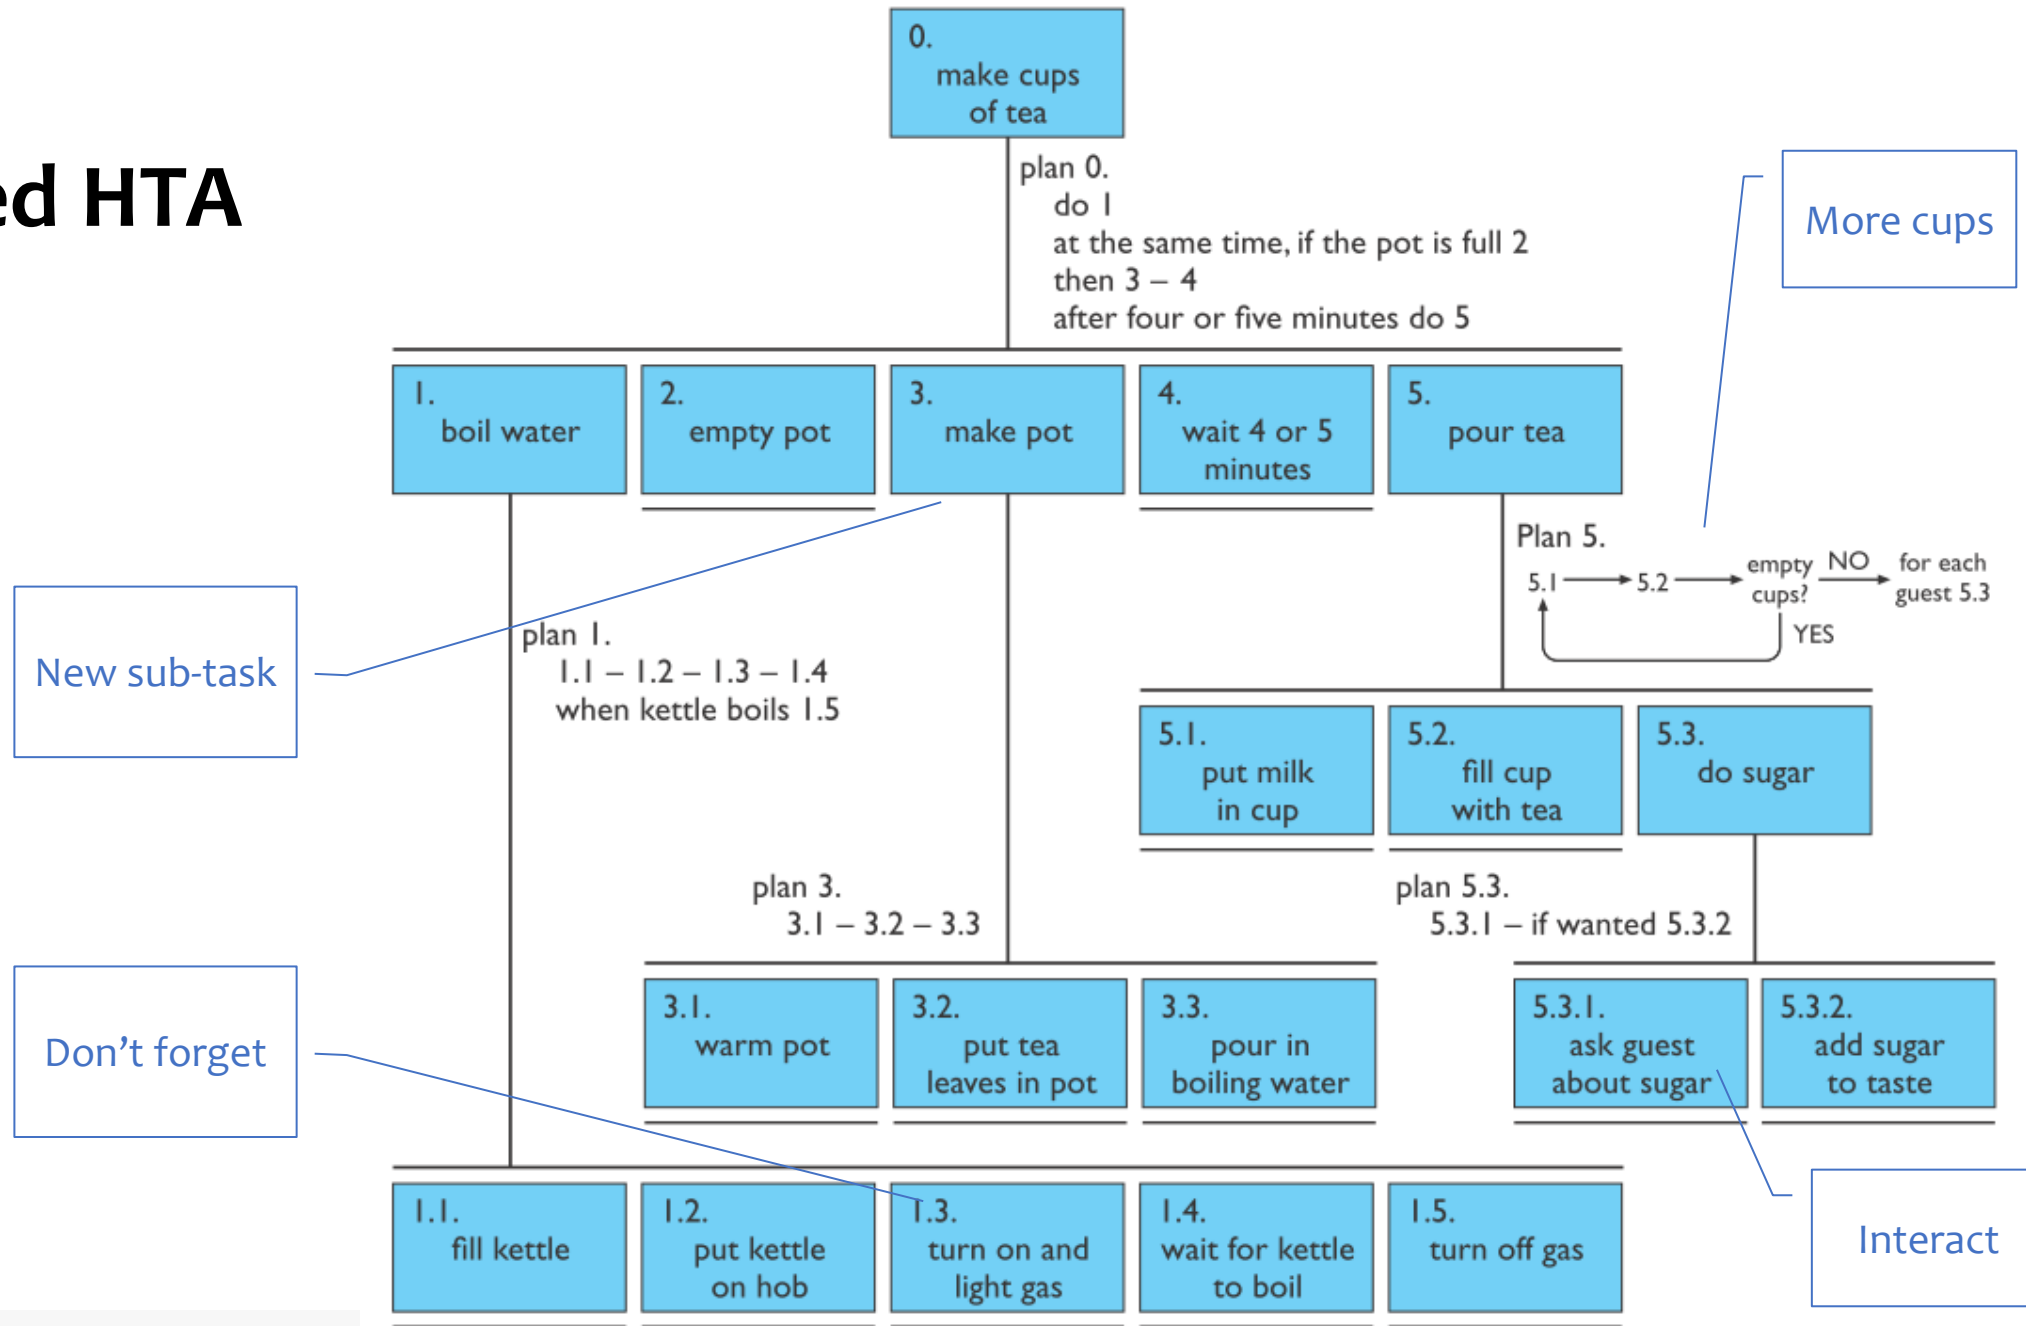 0.
make cups
of tea
ed HTA
plan 0.
do 1
at the same time, if the pot is full 2
then 3 – 4
after four or five minutes do 5
More cups
1.
boil water
2.
empty pot
3.
make pot
4.
wait 4 or 5
minutes
5.
pour tea
Plan 5.
5.1
5.2
empty
cups?
NO
for each
guest 5.3
YES
New sub-task
plan 1.
1.1 – 1.2 – 1.3 – 1.4
when kettle boils 1.5
5.1.
put milk
in cup
5.2.
fill cup
with tea
5.3.
do sugar
plan 3.
3.1 – 3.2 – 3.3
plan 5.3.
5.3.1 – if wanted 5.3.2
Don’t forget
3.1.
warm pot
3.2.
put tea
leaves in pot
3.3.
pour in
boiling water
5.3.1.
ask guest
about sugar
5.3.2.
add sugar
to taste
Interact
1.1.
fill kettle
1.2.
put kettle
on hob
1.3.
turn on and
light gas
1.4.
wait for kettle
to boil
1.5.
turn off gas